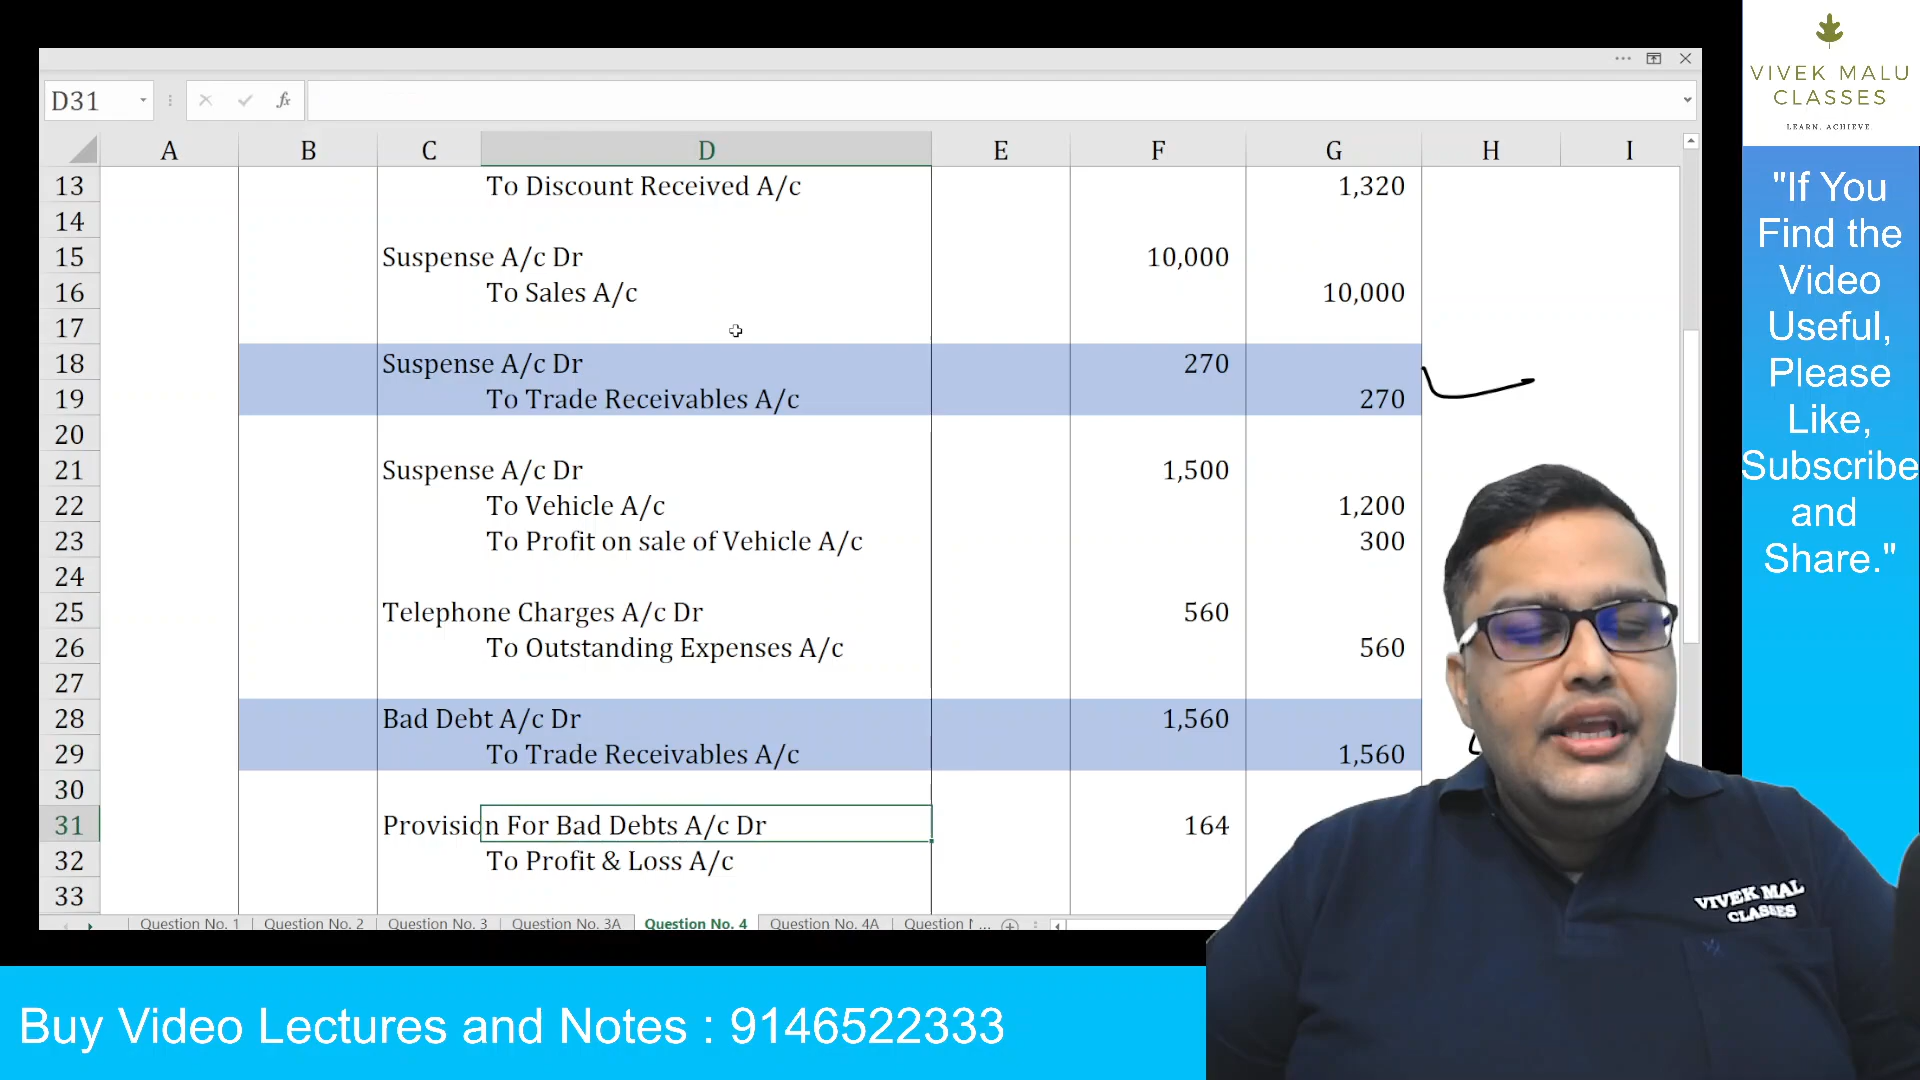 VIVEK MALU
CLASSES
LEARN. ACHIEVE.
"If You
Find the
Video
Useful,
Please
Like,
Subscribe
and
Share."
D31
fx
A B C D E F G H I
13 To Discount Received A/c 1,320
14
15 Suspense A/c Dr 10,000
16 To Sales A/c 10,000
17
18 Suspense A/c Dr 270
19 To Trade Receivables A/c 270
20
21 Suspense A/c Dr 1,500
22 To Vehicle A/c 1,200
23 To Profit on sale of Vehicle A/c 300
24
25 Telephone Charges A/c Dr 560
26 To Outstanding Expenses A/c 560
27
28 Bad Debt A/c Dr 1,560
29 To Trade Receivables A/c 1,560
30
31 Provision For Bad Debts A/c Dr 164
32 To Profit & Loss A/c
33
Question No. 1 Question No. 2 Question No. 3 Question No. 3A Question No. 4 Question No. 4A Question ...
VIVEK MAL
CLASSES
Buy Video Lectures and Notes : 9146522333